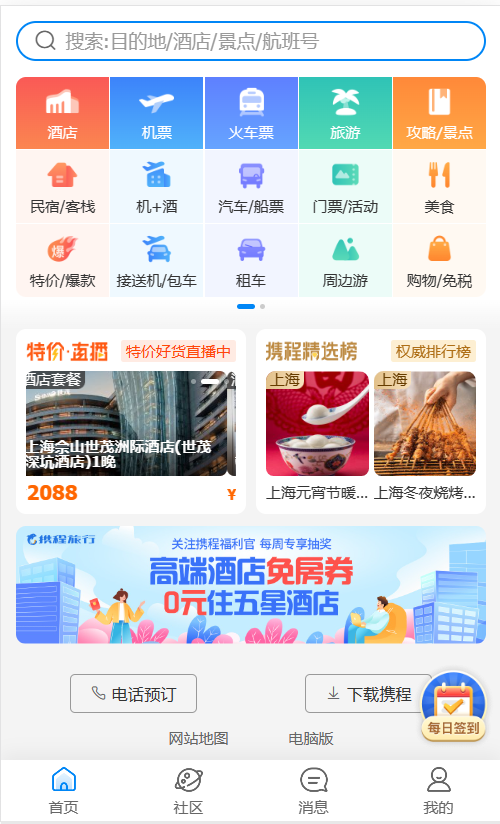 搜索:目的地/酒店/景点/航班号
酒店
机票
火车票
旅游
攻略/景点
民宿/客栈
机+酒
汽车/船票
门票/活动
美食
爆
特价/爆款
接送机/包车
租车
周边游
购物/免税
特价·直播
特价好货直播中
携程精选榜
权威排行榜
酒店套餐
上海佘山世茂洲际酒店(世茂
深坑酒店)1晚
2088
¥
上海
上海
上海元宵节暖...
上海冬夜烧烤...
携程旅行
关注携程福利官 每周专享抽奖
高端酒店免房券
0元住五星酒店
电话预订
下载携程
每日签到
网站地图
电脑版
首页
社区
消息
我的